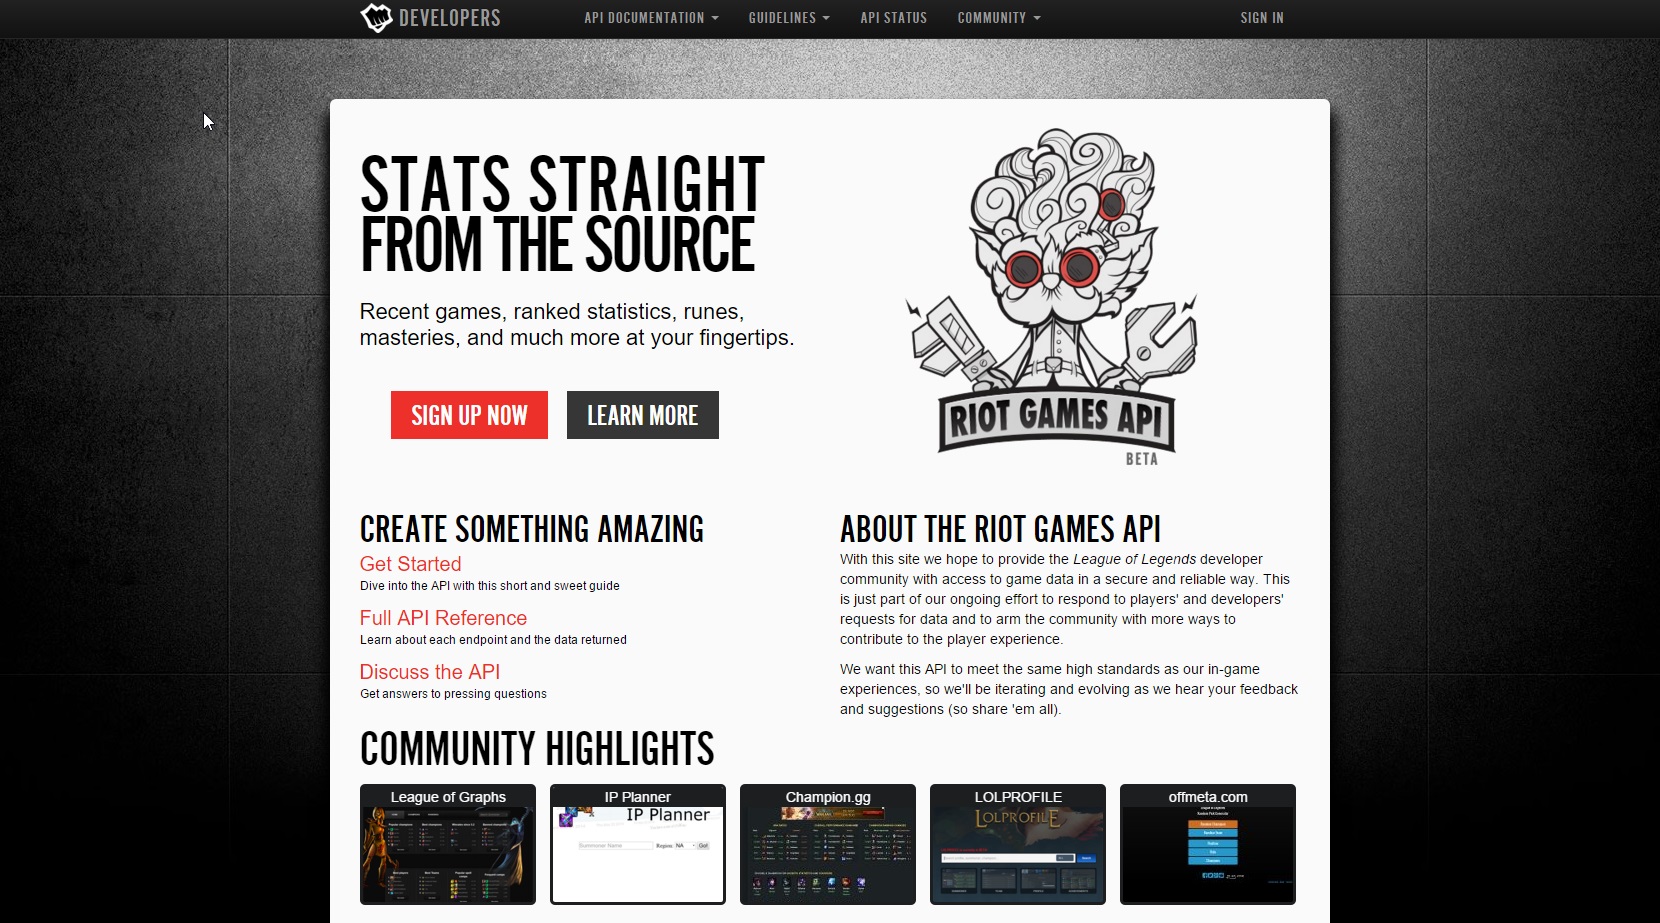 DEVELOPERS
API DOCUMENTATION
GUIDELINES
API STATUS
COMMUNITY
SIGN IN
STATS STRAIGHT
FROM THE SOURCE
Recent games, ranked statistics, runes,
masteries, and much more at your fingertips.
SIGN UP NOW
LEARN MORE
RIOT GAMES API
BETA
CREATE SOMETHING AMAZING
Get Started
Dive into the API with this short and sweet guide
Full API Reference
Learn about each endpoint and the data returned
Discuss the API
Get answers to pressing questions
ABOUT THE RIOT GAMES API
With this site we hope to provide the League of Legends developer
community with access to game data in a secure and reliable way. This
is just part of our ongoing effort to respond to players' and developers'
requests for data and to arm the community with more ways to
contribute to the player experience.
We want this API to meet the same high standards as our in-game
experiences, so we'll be iterating and evolving as we hear your feedback
and suggestions (so share 'em all).
COMMUNITY HIGHLIGHTS
League of Graphs
IP Planner
IP Planner
Summoner Name
Region: NA
Go!
Champion.gg
LOLPROFILE
LOLPROFILE
offmeta.com